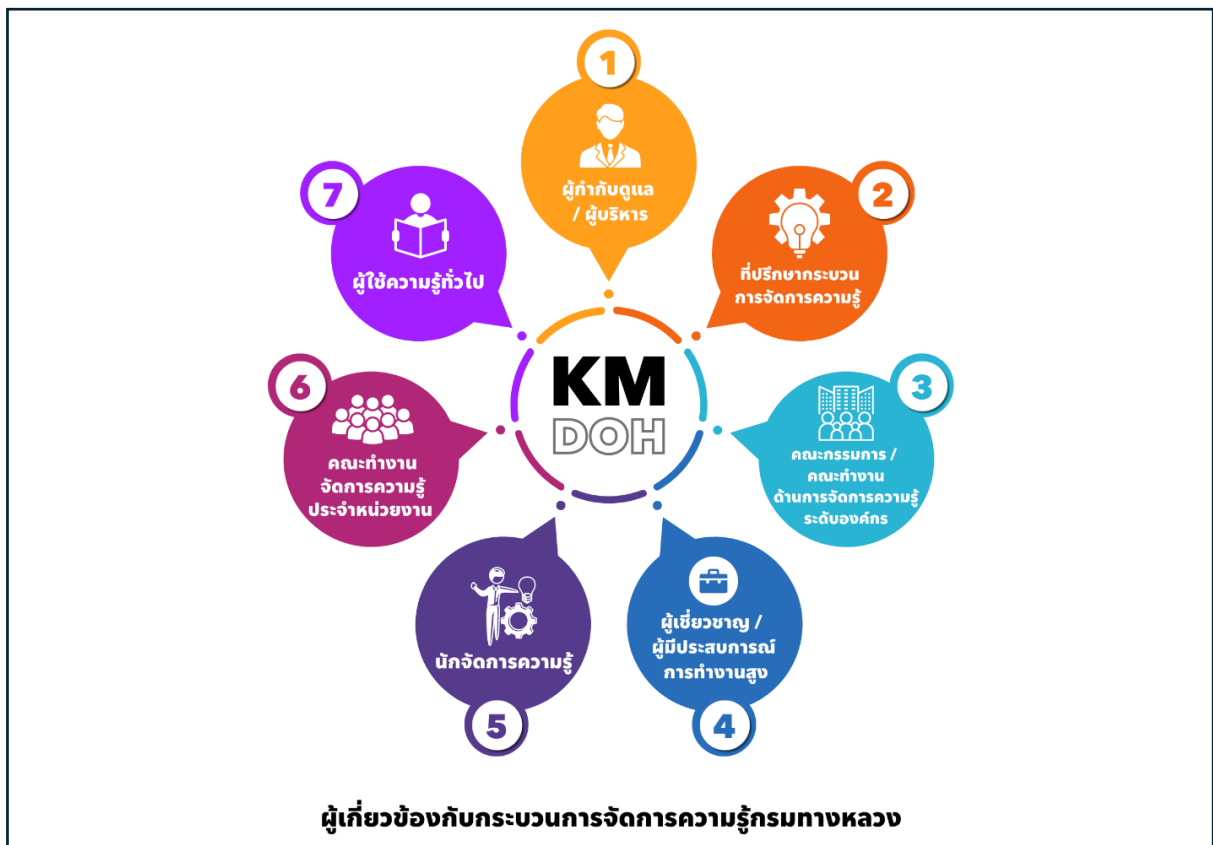 1
ผู้กำกับดูแล
/ ผู้บริหาร
2
ที่ปรึกษากระบวน
การจัดการความรู้
3
คณะกรรมการ /
คณะทำงาน
ด้านการจัดการความรู้
ระดับองค์กร
4
ผู้เชี่ยวชาญ /
ผู้มีประสบการณ์
การทำงานสูง
5
นักจัดการความรู้
6
คณะทำงาน
จัดการความรู้
ประจำหน่วยงาน
7
ผู้ใช้ความรู้ทั่วไป
KM
DOH
ผู้เกี่ยวข้องกับกระบวนการจัดการความรู้กรมทางหลวง